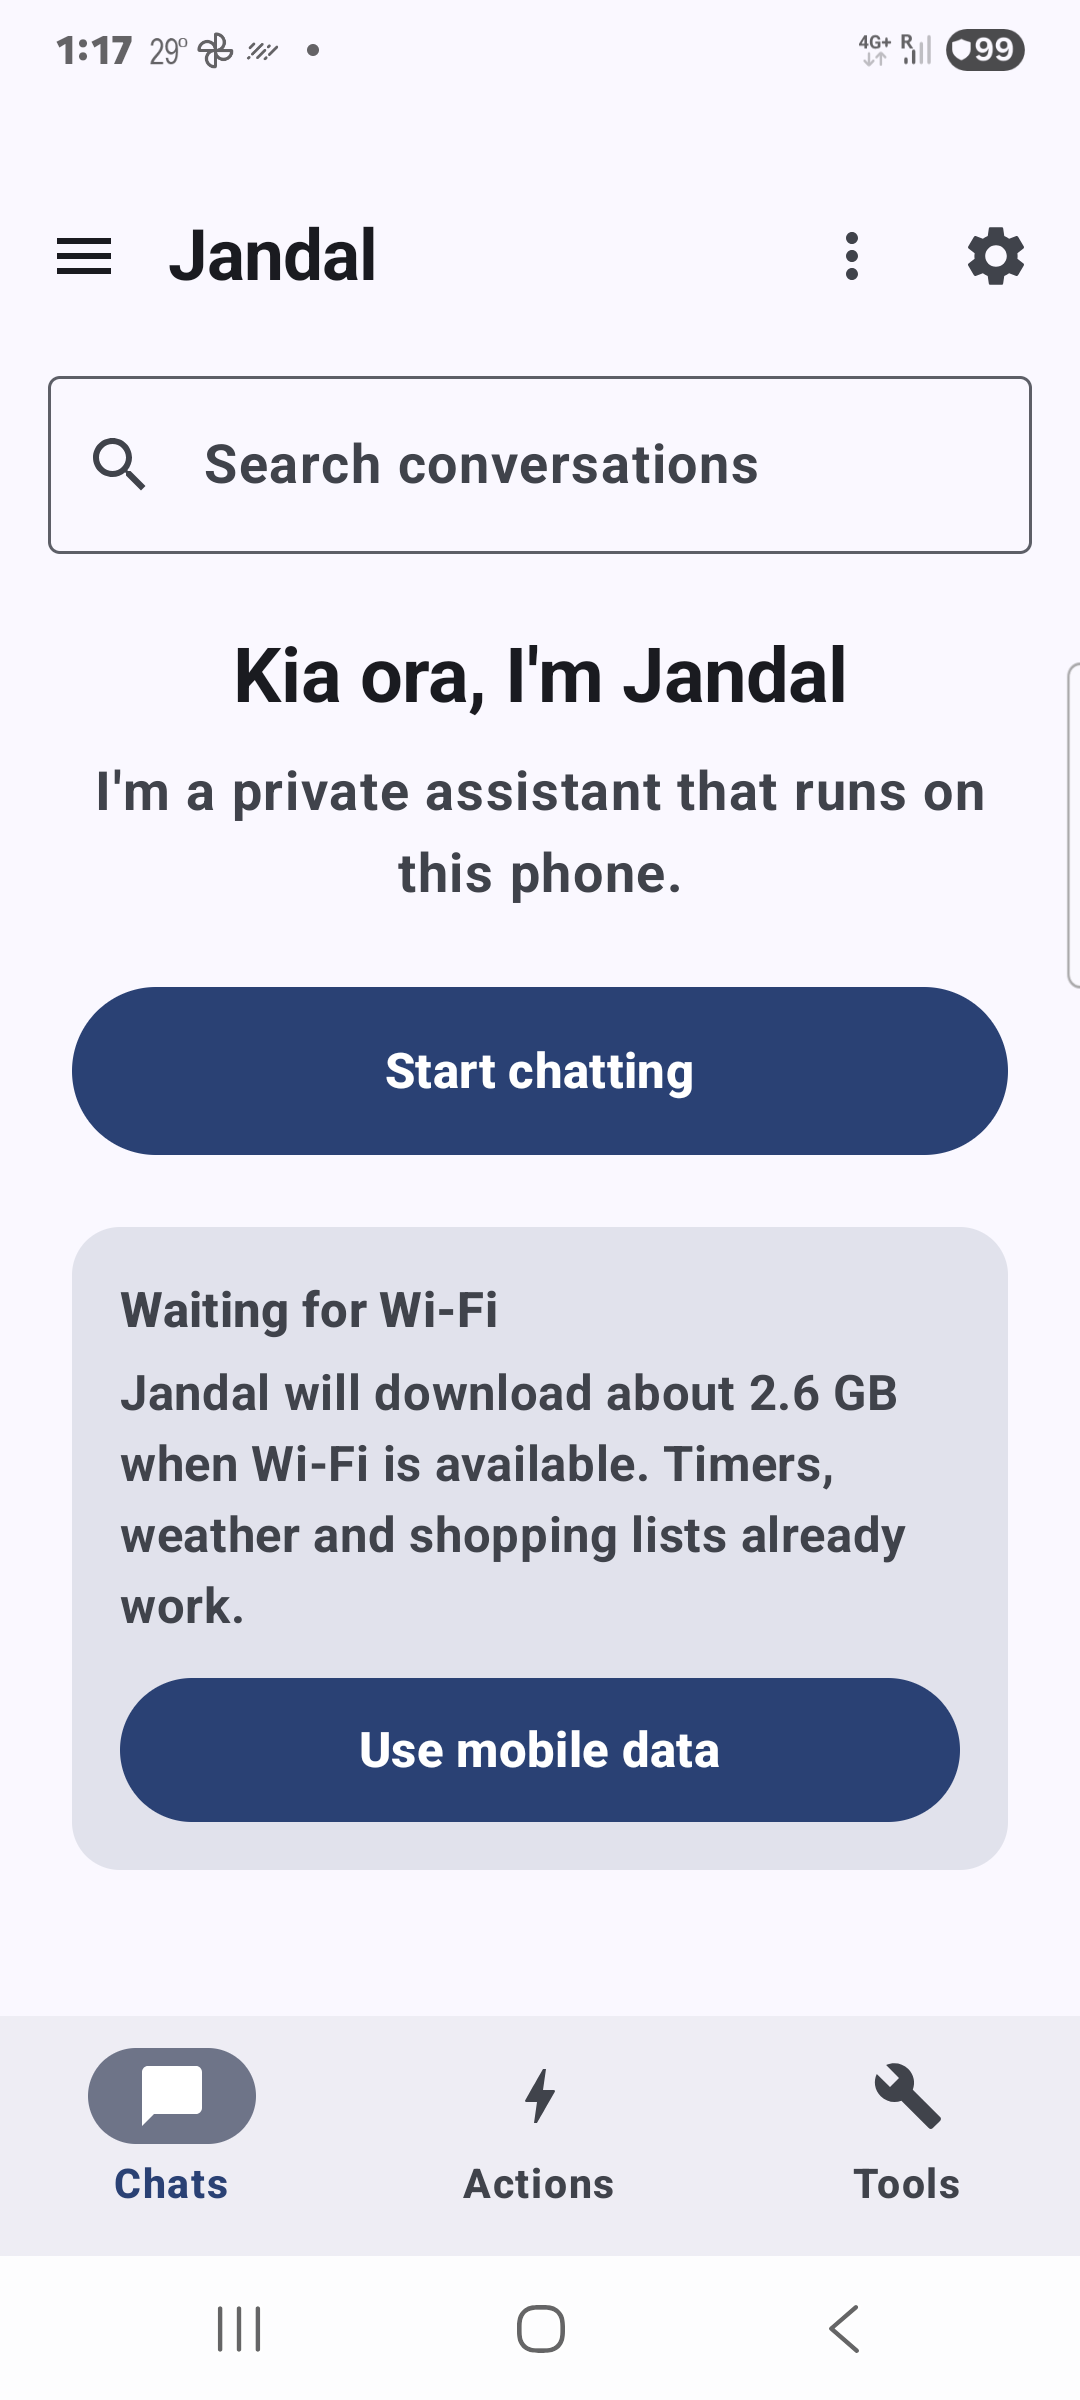 1:17 29° 4G+ R 99
Jandal
Search conversations
Kia ora, I'm Jandal
I'm a private assistant that runs on
this phone.
Start chatting
Waiting for Wi-Fi
Jandal will download about 2.6 GB
when Wi-Fi is available. Timers,
weather and shopping lists already
work.
Use mobile data
Chats Actions Tools